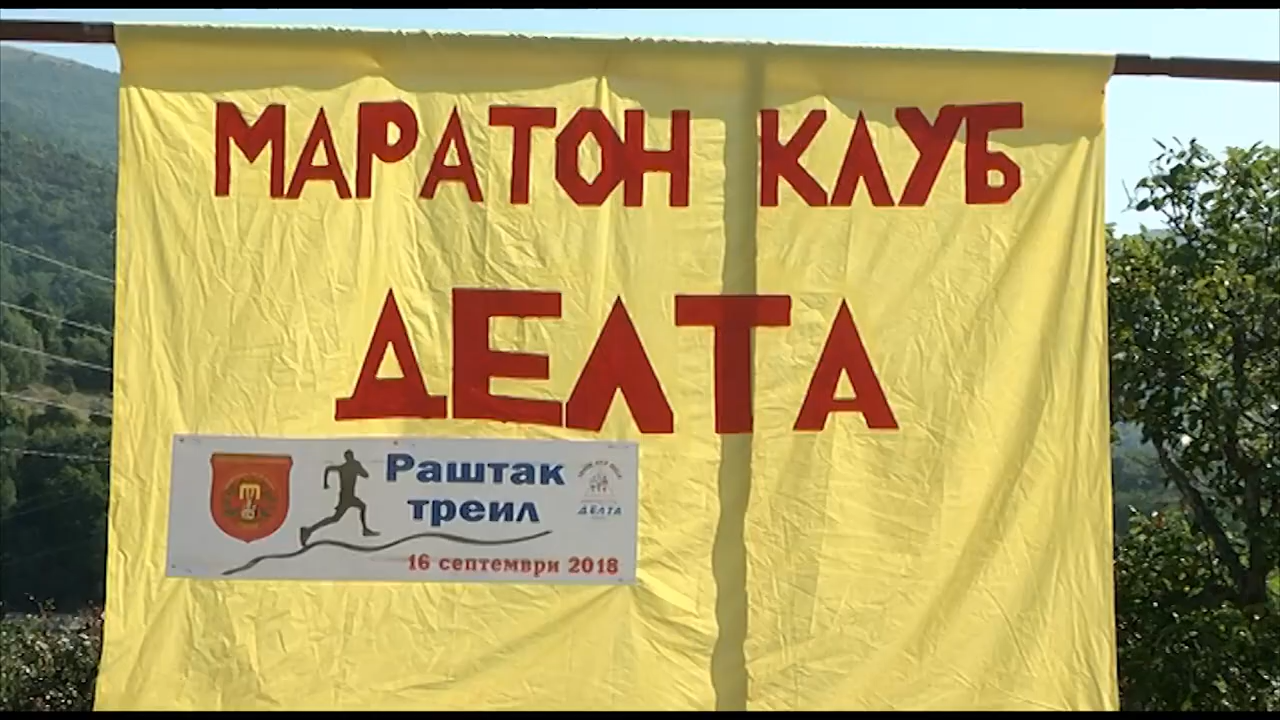 МАРАТОН КЛУБ
ДЕЛТА
Раштак
треил
ДЕЛТА
16 септември 2018